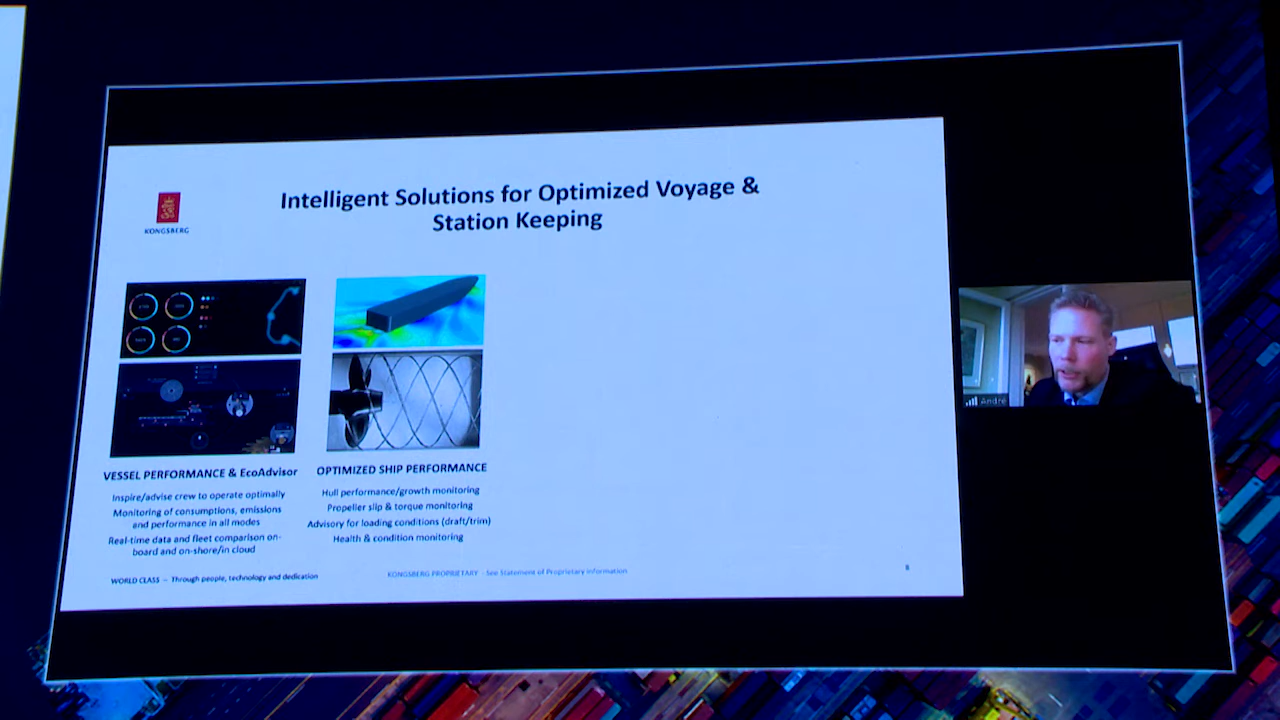 Intelligent Solutions for Optimized Voyage &
Station Keeping
KONGSBERG
VESSEL PERFORMANCE & EcoAdvisor
Inspire/advise crew to operate optimally
Monitoring of consumptions, emissions
and performance in all modes
Real-time data and fleet comparison on-
board and on-shore/in cloud
OPTIMIZED SHIP PERFORMANCE
Hull performance/growth monitoring
Propeller slip & torque monitoring
Advisory for loading conditions (draft/trim)
Health & condition monitoring
WORLD CLASS – Through people, technology and dedication
KONGSBERG PROPRIETARY - See Statement of Proprietary information
8
André